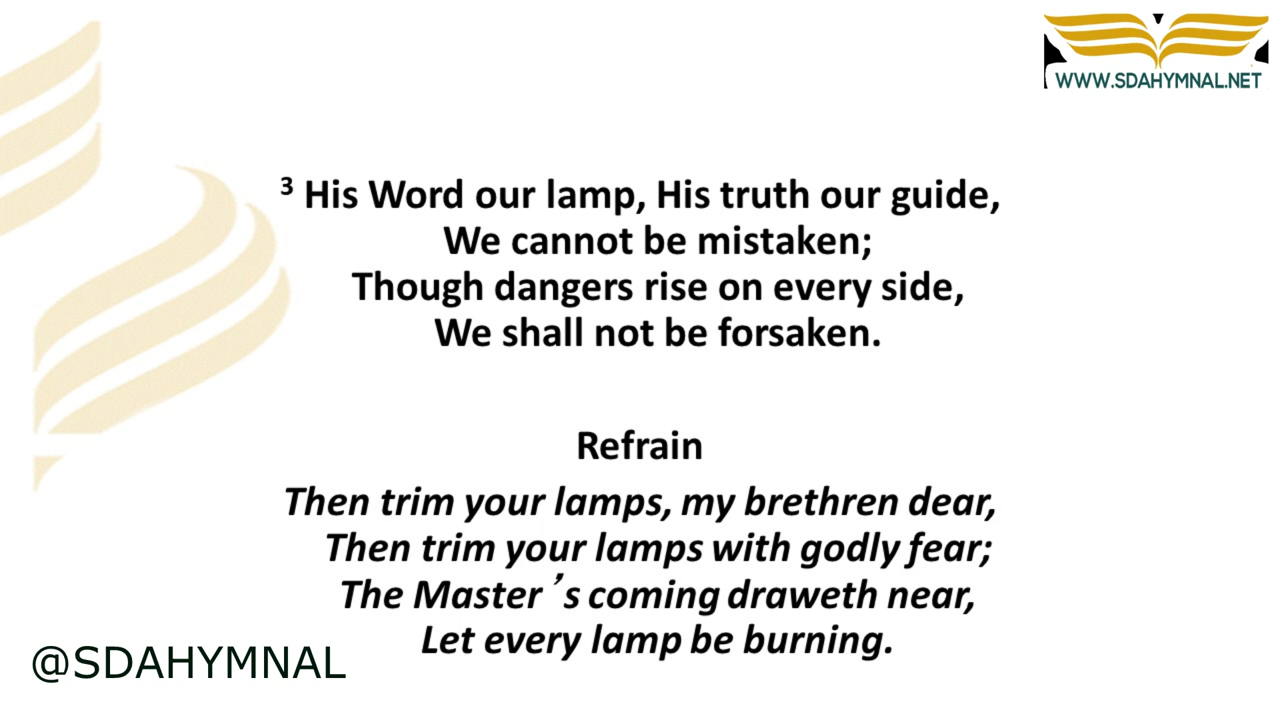 WWW.SDAHYMNAL.NET
³ His Word our lamp, His truth our guide,
We cannot be mistaken;
Though dangers rise on every side,
We shall not be forsaken.
Refrain
Then trim your lamps, my brethren dear,
Then trim your lamps with godly fear;
The Master ’s coming draweth near,
Let every lamp be burning.
@SDAHYMNAL